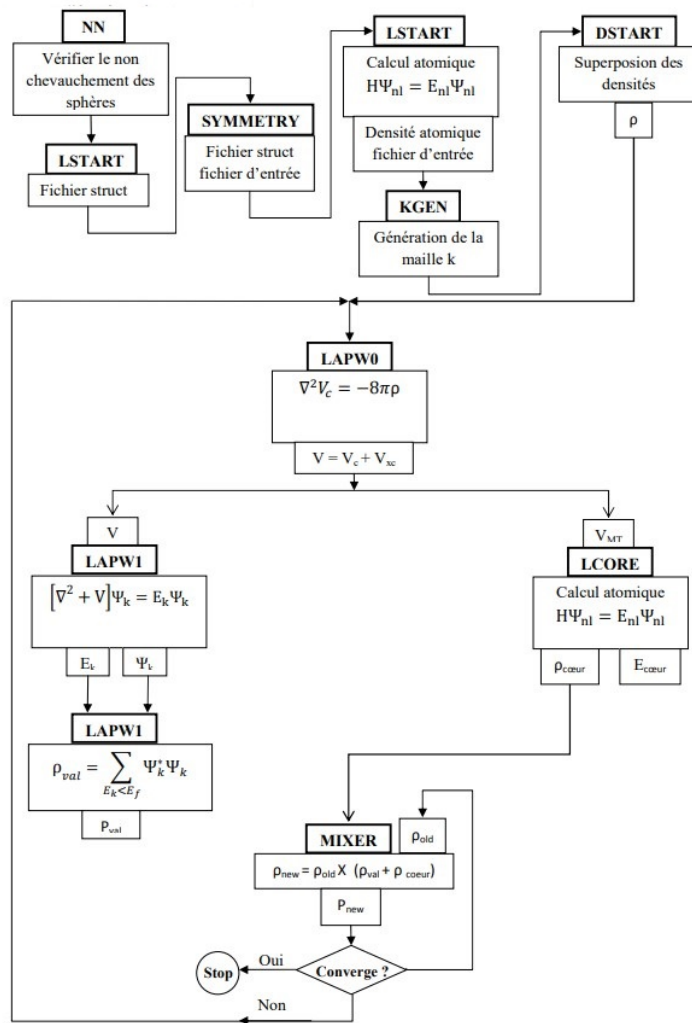 NN
Vérifier le non
chevauchement des
sphères
LSTART
Fichier struct
SYMMETRY
Fichier struct
fichier d'entrée
LSTART
Calcul atomique
HΨnl = EnlΨnl
Densité atomique
fichier d'entrée
KGEN
Génération de la
maille k
DSTART
Superposion des
densités
ρ
LAPW0
∇²Vc = −8πρ
V = Vc + Vxc
V
LAPW1
[∇² + V]Ψk = EkΨk
Ek
Ψk
LAPW1
ρval = ∑ Ψk*Ψk
Ek<Ef
Pval
VMT
LCORE
Calcul atomique
HΨnl = EnlΨnl
ρcœur
Ecœur
MIXER
ρold
ρnew = ρold X (ρval + ρ coeur)
Pnew
Converge ?
Oui
Stop
Non